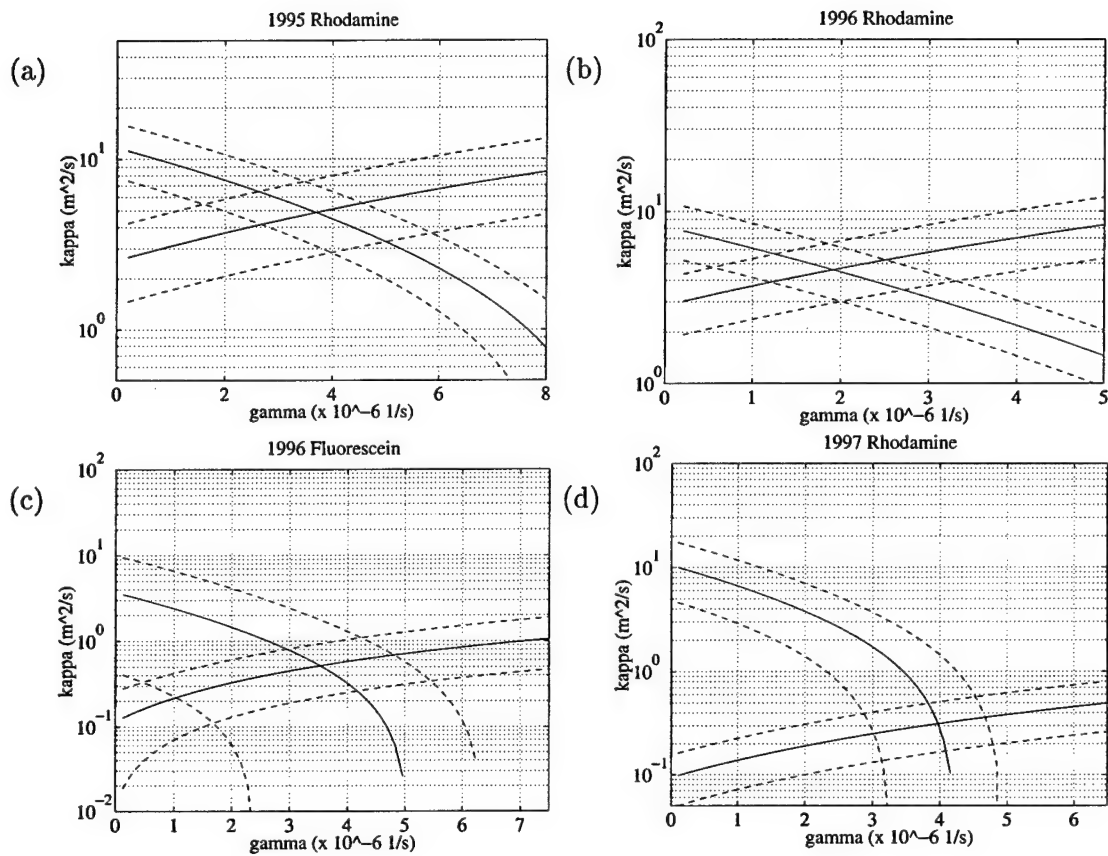 1995 Rhodamine
(a)
kappa (m^2/s)
10^1
10^0
0 2 4 6 8
gamma (x 10^–6 1/s)
1996 Rhodamine
(b)
kappa (m^2/s)
10^2
10^1
10^0
0 1 2 3 4 5
gamma (x 10^–6 1/s)
1996 Fluorescein
(c)
kappa (m^2/s)
10^2
10^1
10^0
10^-1
10^-2
0 1 2 3 4 5 6 7
gamma (x 10^–6 1/s)
1997 Rhodamine
(d)
kappa (m^2/s)
10^2
10^1
10^0
10^-1
0 1 2 3 4 5 6
gamma (x 10^–6 1/s)